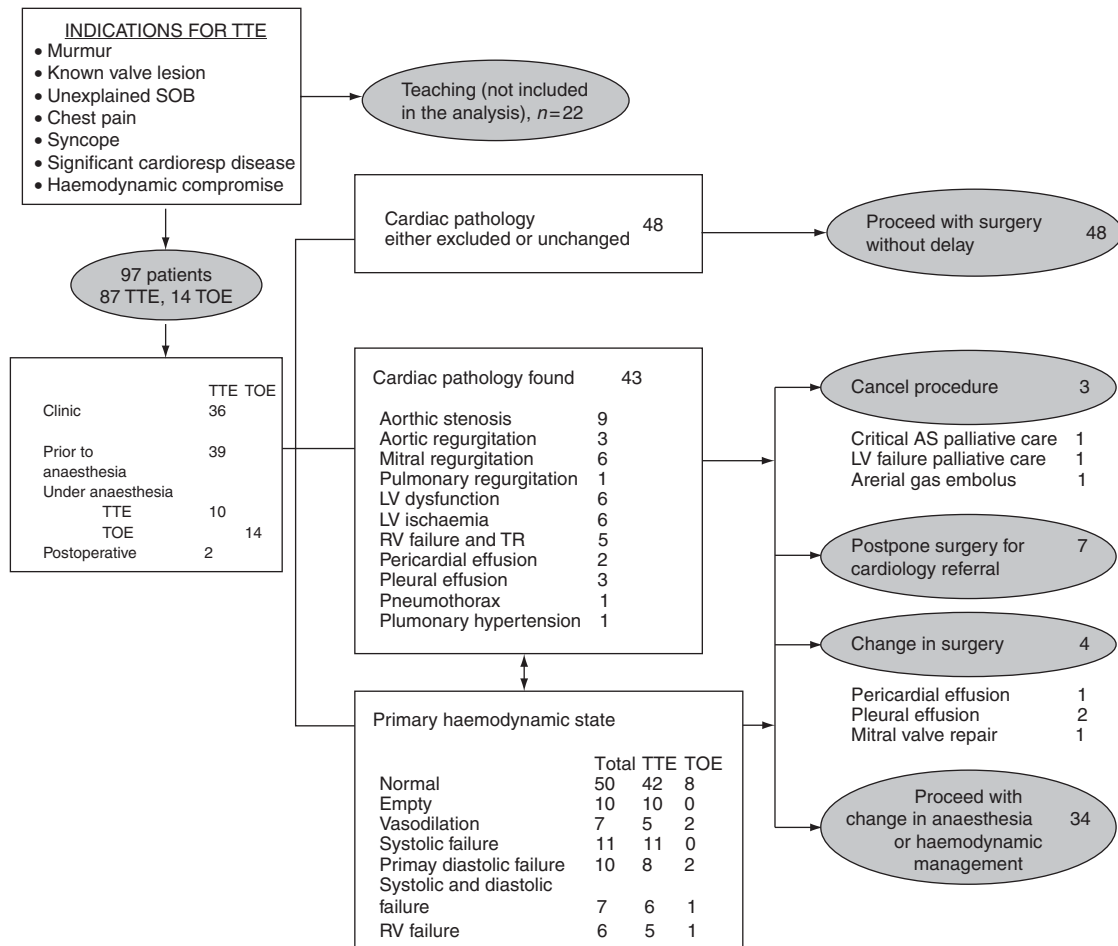 INDICATIONS FOR TTE
• Murmur
• Known valve lesion
• Unexplained SOB
• Chest pain
• Syncope
• Significant cardioresp disease
• Haemodynamic compromise
Teaching (not included
in the analysis), n=22
97 patients
87 TTE, 14 TOE
TTE TOE
Clinic 36
Prior to 39
anaesthesia
Under anaesthesia
TTE 10
TOE 14
Postoperative 2
Cardiac pathology
either excluded or unchanged 48
Proceed with surgery
without delay 48
Cardiac pathology found 43
Aorthic stenosis 9
Aortic regurgitation 3
Mitral regurgitation 6
Pulmonary regurgitation 1
LV dysfunction 6
LV ischaemia 6
RV failure and TR 5
Pericardial effusion 2
Pleural effusion 3
Pneumothorax 1
Plumonary hypertension 1
Primary haemodynamic state
Total TTE TOE
Normal 50 42 8
Empty 10 10 0
Vasodilation 7 5 2
Systolic failure 11 11 0
Primay diastolic failure 10 8 2
Systolic and diastolic
failure 7 6 1
RV failure 6 5 1
Cancel procedure 3
Critical AS palliative care 1
LV failure palliative care 1
Arerial gas embolus 1
Postpone surgery for 7
cardiology referral
Change in surgery 4
Pericardial effusion 1
Pleural effusion 2
Mitral valve repair 1
Proceed with
change in anaesthesia 34
or haemodynamic
management